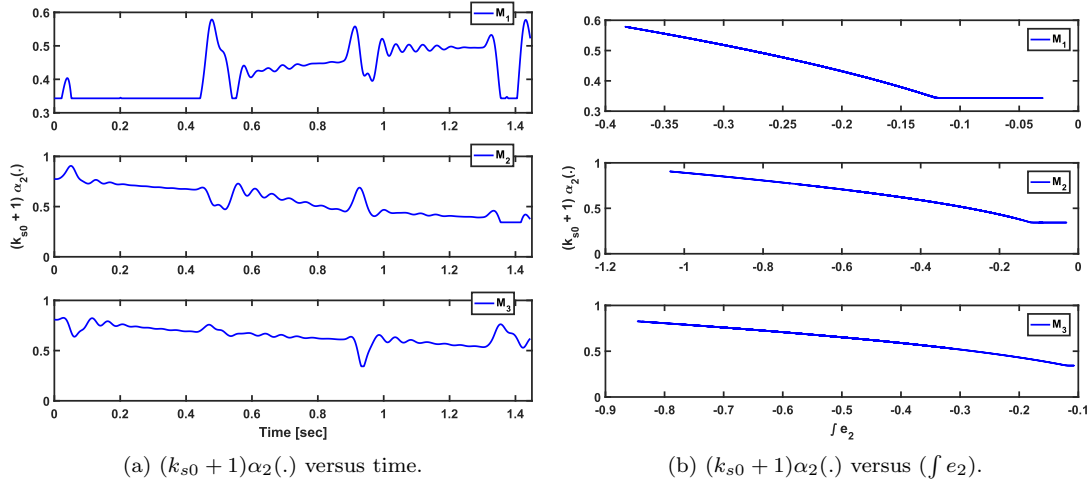 0.6
0.5
0.4
0.3
M1
0 0.2 0.4 0.6 0.8 1 1.2 1.4
1
0.5
0
M2
0 0.2 0.4 0.6 0.8 1 1.2 1.4
(ks0 + 1) α2(.)
1
0.5
0
M3
0 0.2 0.4 0.6 0.8 1 1.2 1.4
Time [sec]
(a) (ks0 + 1)α2(.) versus time.
0.6
0.5
0.4
0.3
M1
-0.4 -0.35 -0.3 -0.25 -0.2 -0.15 -0.1 -0.05 0
1
0.5
0
M2
-1.2 -1 -0.8 -0.6 -0.4 -0.2 0
(ks0 + 1) α2(.)
1
0.5
0
M3
-0.9 -0.8 -0.7 -0.6 -0.5 -0.4 -0.3 -0.2 -0.1
∫ e2
(b) (ks0 + 1)α2(.) versus (∫ e2).